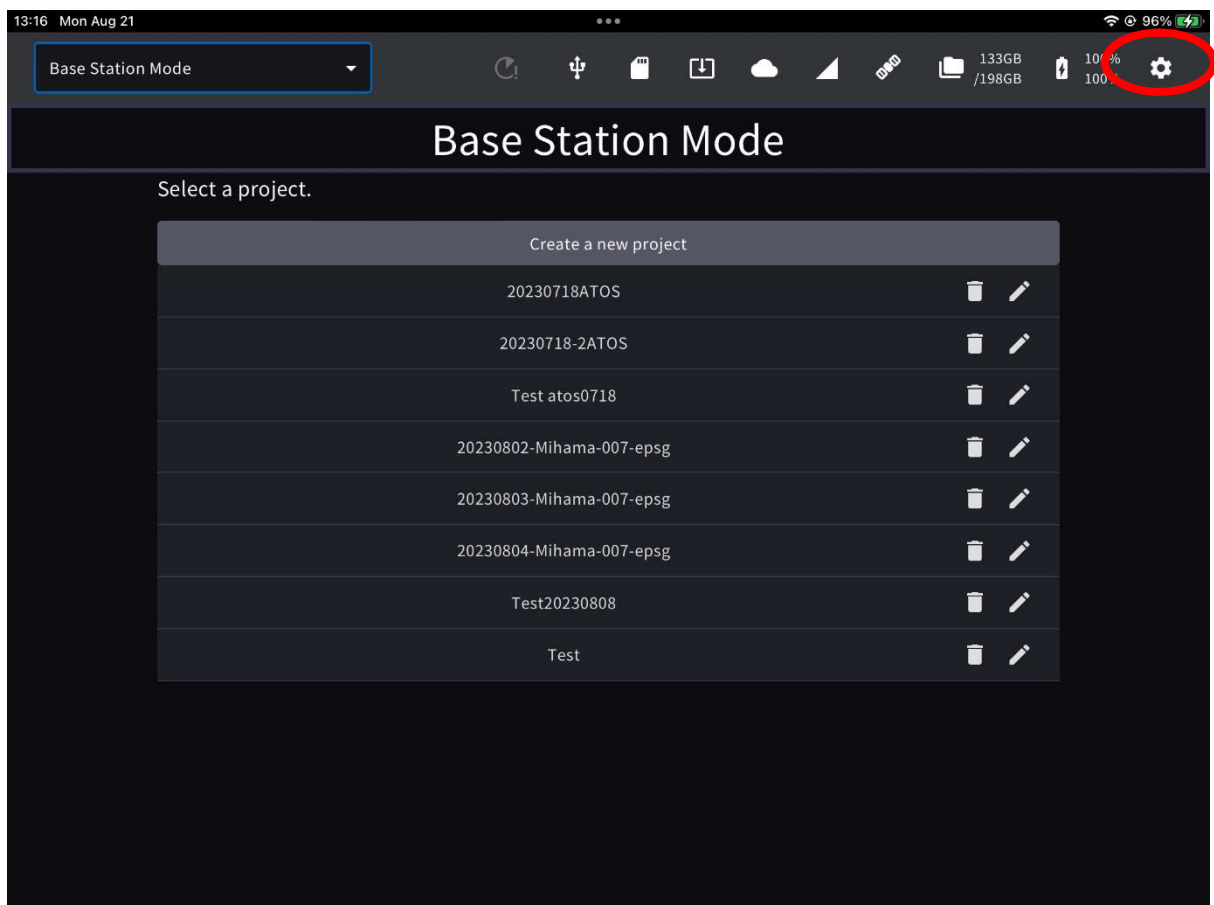 13:16 Mon Aug 21
96%
Base Station Mode
133GB
/198GB
100%
100%
Base Station Mode
Select a project.
Create a new project
20230718ATOS
20230718-2ATOS
Test atos0718
20230802-Mihama-007-epsg
20230803-Mihama-007-epsg
20230804-Mihama-007-epsg
Test20230808
Test